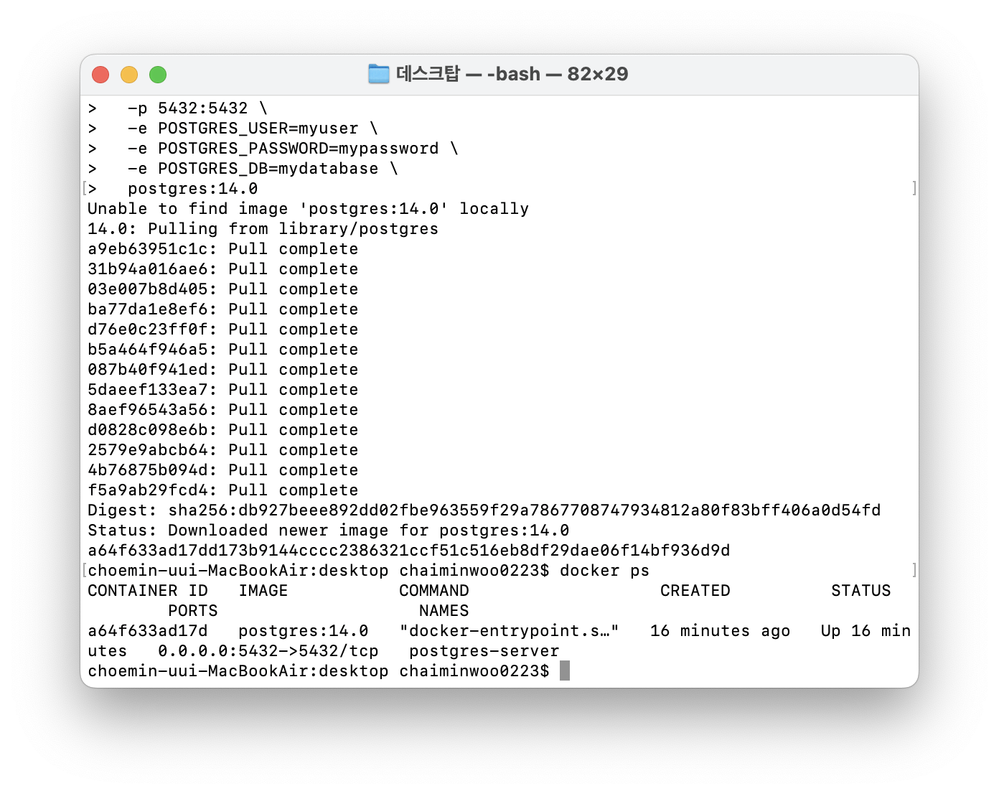 데스크탑 — -bash — 82×29
>   -p 5432:5432 \
>   -e POSTGRES_USER=myuser \
>   -e POSTGRES_PASSWORD=mypassword \
>   -e POSTGRES_DB=mydatabase \
[>   postgres:14.0 ]
Unable to find image 'postgres:14.0' locally
14.0: Pulling from library/postgres
a9eb63951c1c: Pull complete
31b94a016ae6: Pull complete
03e007b8d405: Pull complete
ba77da1e8ef6: Pull complete
d76e0c23ff0f: Pull complete
b5a464f946a5: Pull complete
087b40f941ed: Pull complete
5daeef133ea7: Pull complete
8aef96543a56: Pull complete
d0828c098e6b: Pull complete
2579e9abcb64: Pull complete
4b76875b094d: Pull complete
f5a9ab29fcd4: Pull complete
Digest: sha256:db927beee892dd02fbe963559f29a7867708747934812a80f83bff406a0d54fd
Status: Downloaded newer image for postgres:14.0
a64f633ad17dd173b9144cccc2386321ccf51c516eb8df29dae06f14bf936d9d
[choemin-uui-MacBookAir:desktop chaiminwoo0223$ docker ps ]
CONTAINER ID   IMAGE           COMMAND                   CREATED          STATUS
        PORTS                    NAMES
a64f633ad17d   postgres:14.0   "docker-entrypoint.s…"   16 minutes ago   Up 16 min
utes   0.0.0.0:5432->5432/tcp   postgres-server
choemin-uui-MacBookAir:desktop chaiminwoo0223$